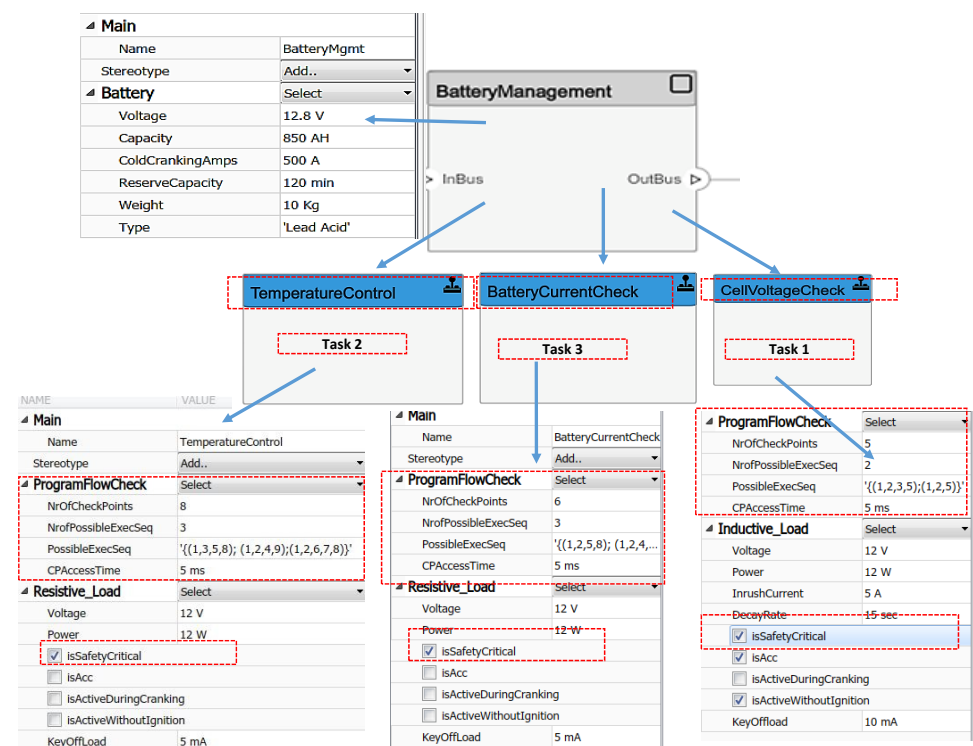 Main
Name BatteryMgmt
Stereotype Add..
Battery Select
Voltage 12.8 V
Capacity 850 AH
ColdCrankingAmps 500 A
ReserveCapacity 120 min
Weight 10 Kg
Type 'Lead Acid'
BatteryManagement
InBus OutBus
TemperatureControl
Task 2
BatteryCurrentCheck
Task 3
CellVoltageCheck
Task 1
NAME VALUE
Main
Name TemperatureControl
Stereotype Add..
ProgramFlowCheck Select
NrOfCheckPoints 8
NrofPossibleExecSeq 3
PossibleExecSeq '{(1,3,5,8); (1,2,4,9);(1,2,6,7,8)}'
CPAccessTime 5 ms
Resistive_Load Select
Voltage 12 V
Power 12 W
isSafetyCritical
isAcc
isActiveDuringCranking
isActiveWithoutIgnition
KeyOffLoad 5 mA
Main
Name BatteryCurrentCheck
Stereotype Add..
ProgramFlowCheck Select
NrOfCheckPoints 6
NrofPossibleExecSeq 3
PossibleExecSeq '{(1,2,5,8); (1,2,4,...
CPAccessTime 5 ms
Resistive_Load Select
Voltage 12 V
Power 12 W
isSafetyCritical
isAcc
isActiveDuringCranking
isActiveWithoutIgnition
KeyOffLoad 5 mA
ProgramFlowCheck Select
NrOfCheckPoints 5
NrofPossibleExecSeq 2
PossibleExecSeq '{(1,2,3,5);(1,2,5)}'
CPAccessTime 5 ms
Inductive_Load Select
Voltage 12 V
Power 12 W
InrushCurrent 5 A
DecayRate 15 sec
isSafetyCritical
isAcc
isActiveDuringCranking
isActiveWithoutIgnition
KeyOffload 10 mA